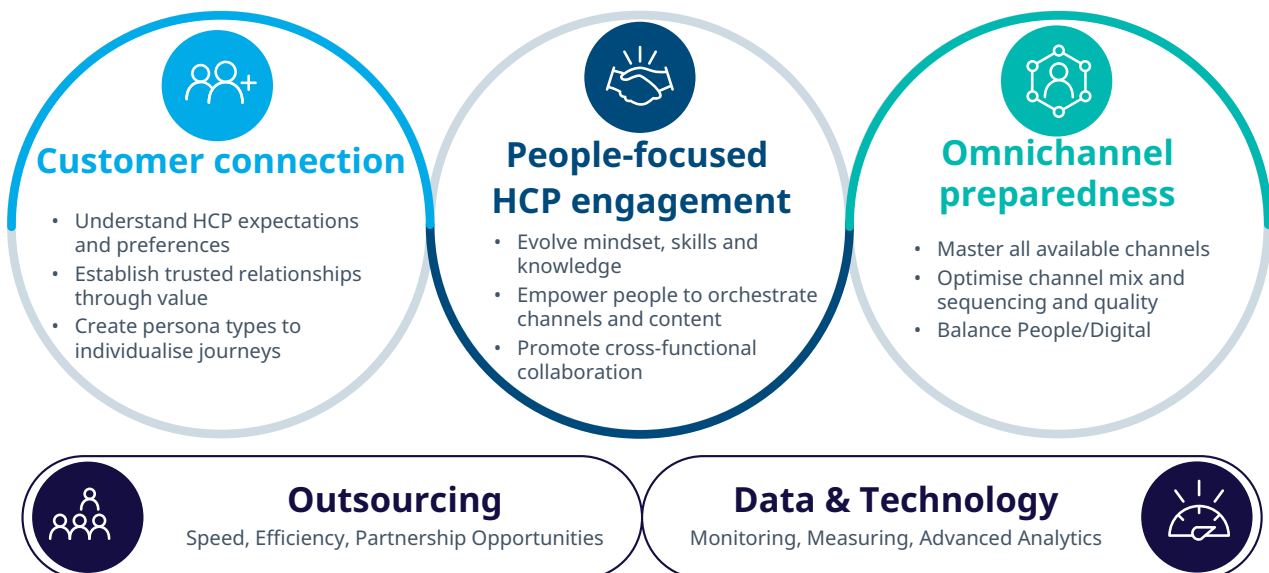 Customer connection
• Understand HCP expectations
and preferences
• Establish trusted relationships
through value
• Create persona types to
individualise journeys
People-focused
HCP engagement
• Evolve mindset, skills and
knowledge
• Empower people to orchestrate
channels and content
• Promote cross-functional
collaboration
Omnichannel
preparedness
• Master all available channels
• Optimise channel mix and
sequencing and quality
• Balance People/Digital
Outsourcing
Speed, Efficiency, Partnership Opportunities
Data & Technology
Monitoring, Measuring, Advanced Analytics